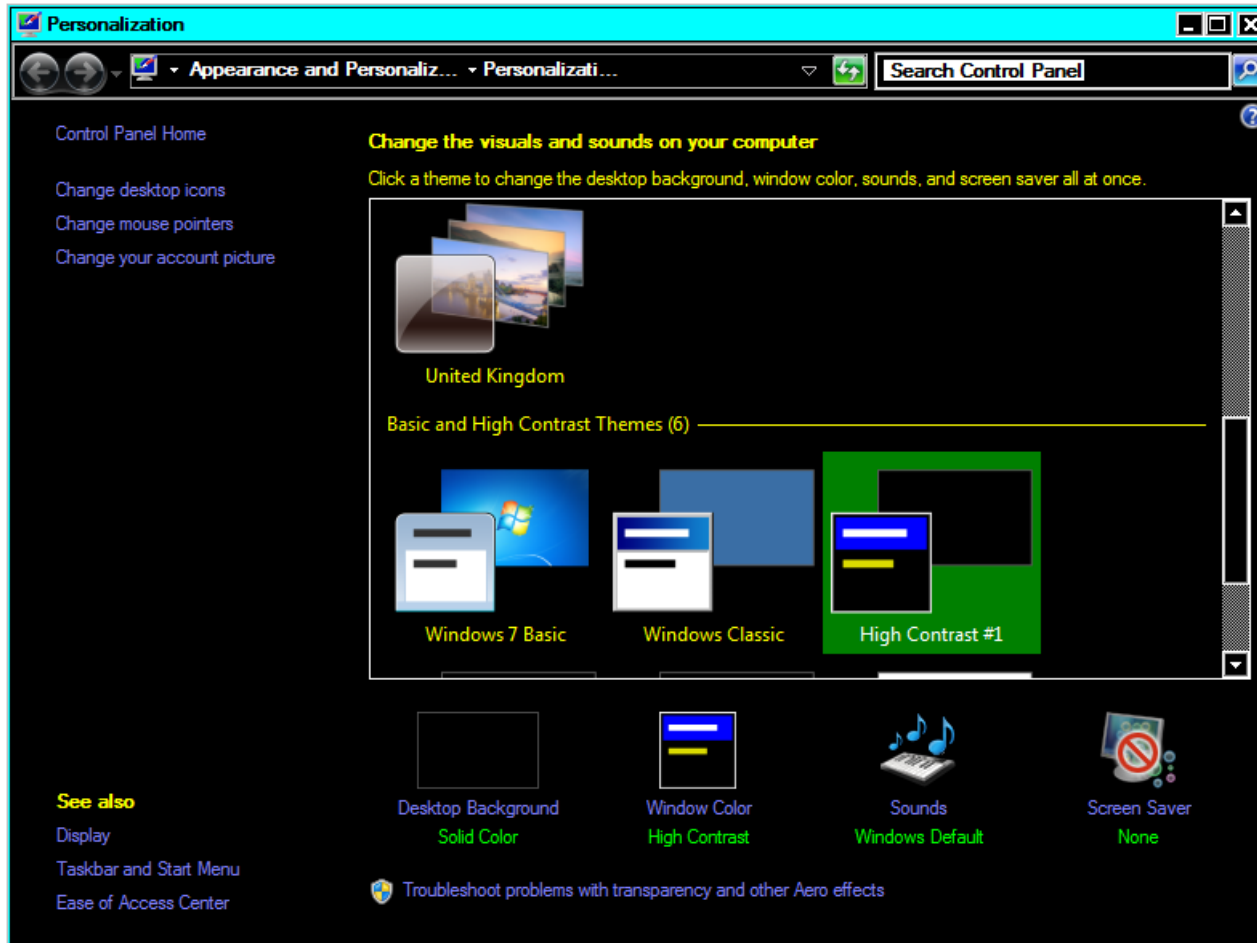 Personalization
Appearance and Personaliz... Personalizati...
Search Control Panel
Control Panel Home
Change desktop icons
Change mouse pointers
Change your account picture
Change the visuals and sounds on your computer
Click a theme to change the desktop background, window color, sounds, and screen saver all at once.
United Kingdom
Basic and High Contrast Themes (6)
Windows 7 Basic
Windows Classic
High Contrast #1
Desktop Background
Solid Color
Window Color
High Contrast
Sounds
Windows Default
Screen Saver
None
See also
Display
Taskbar and Start Menu
Ease of Access Center
Troubleshoot problems with transparency and other Aero effects